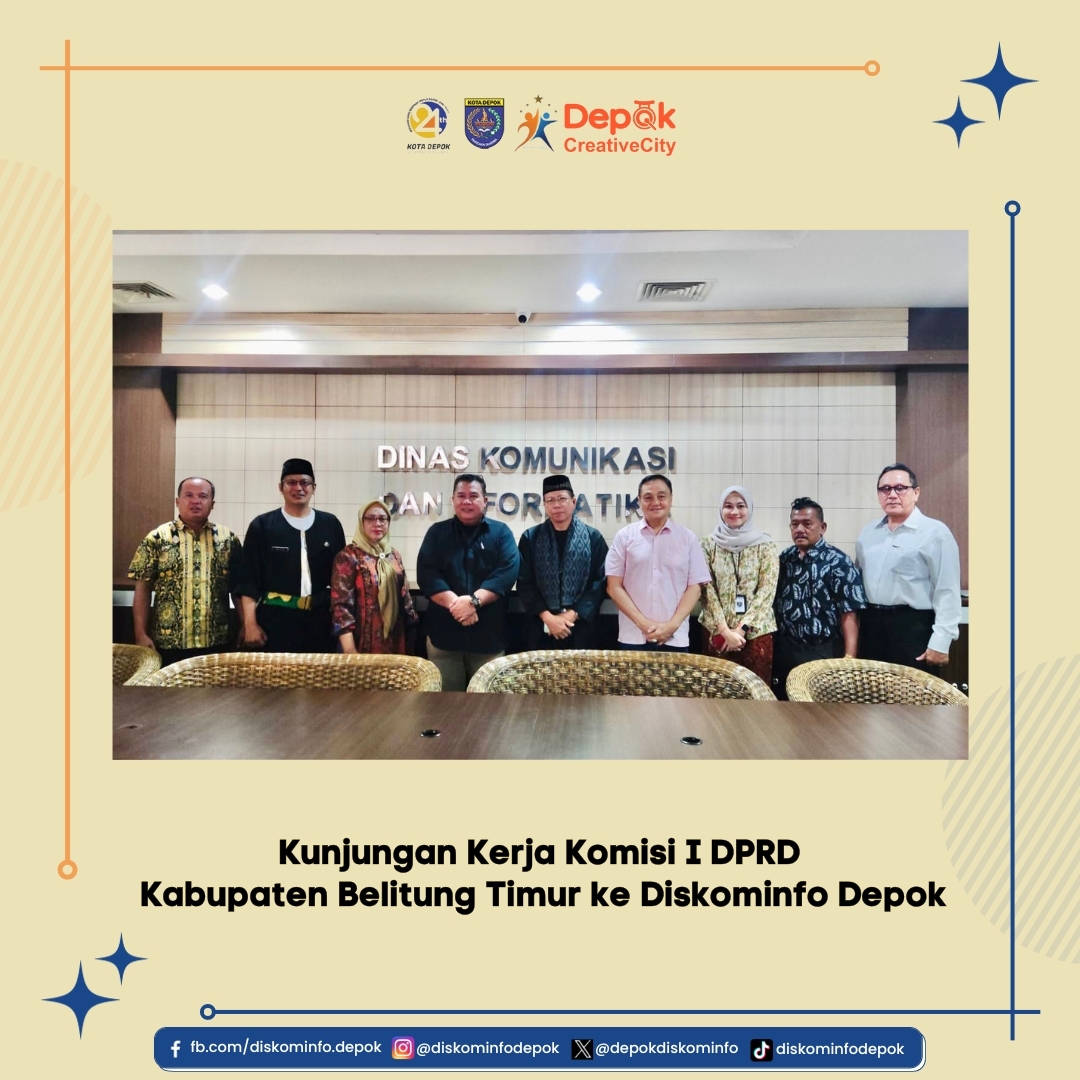 24th
KOTA DEPOK
KOTA DEPOK
Depok
CreativeCity
DINAS KOMUNIKASI
DAN INFORMATIKA
Kunjungan Kerja Komisi I DPRD
Kabupaten Belitung Timur ke Diskominfo Depok
fb.com/diskominfo.depok @diskominfodepok @depokdiskominfo diskominfodepok